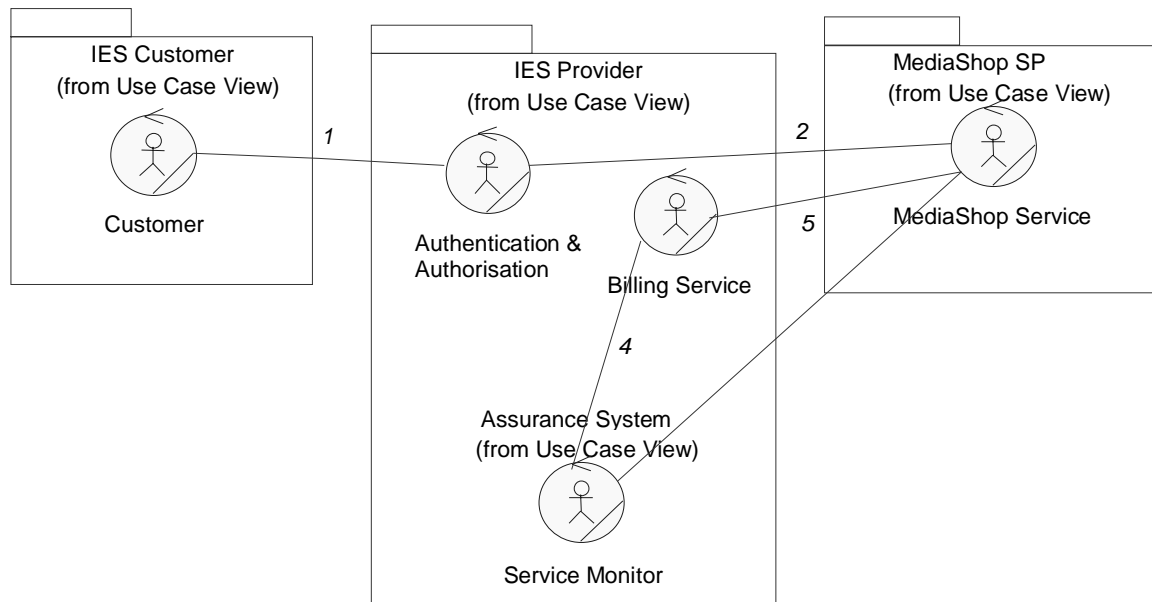 IES Customer
(from Use Case View)
Customer
1
IES Provider
(from Use Case View)
Authentication &
Authorisation
Billing Service
4
Assurance System
(from Use Case View)
Service Monitor
2
5
MediaShop SP
(from Use Case View)
MediaShop Service